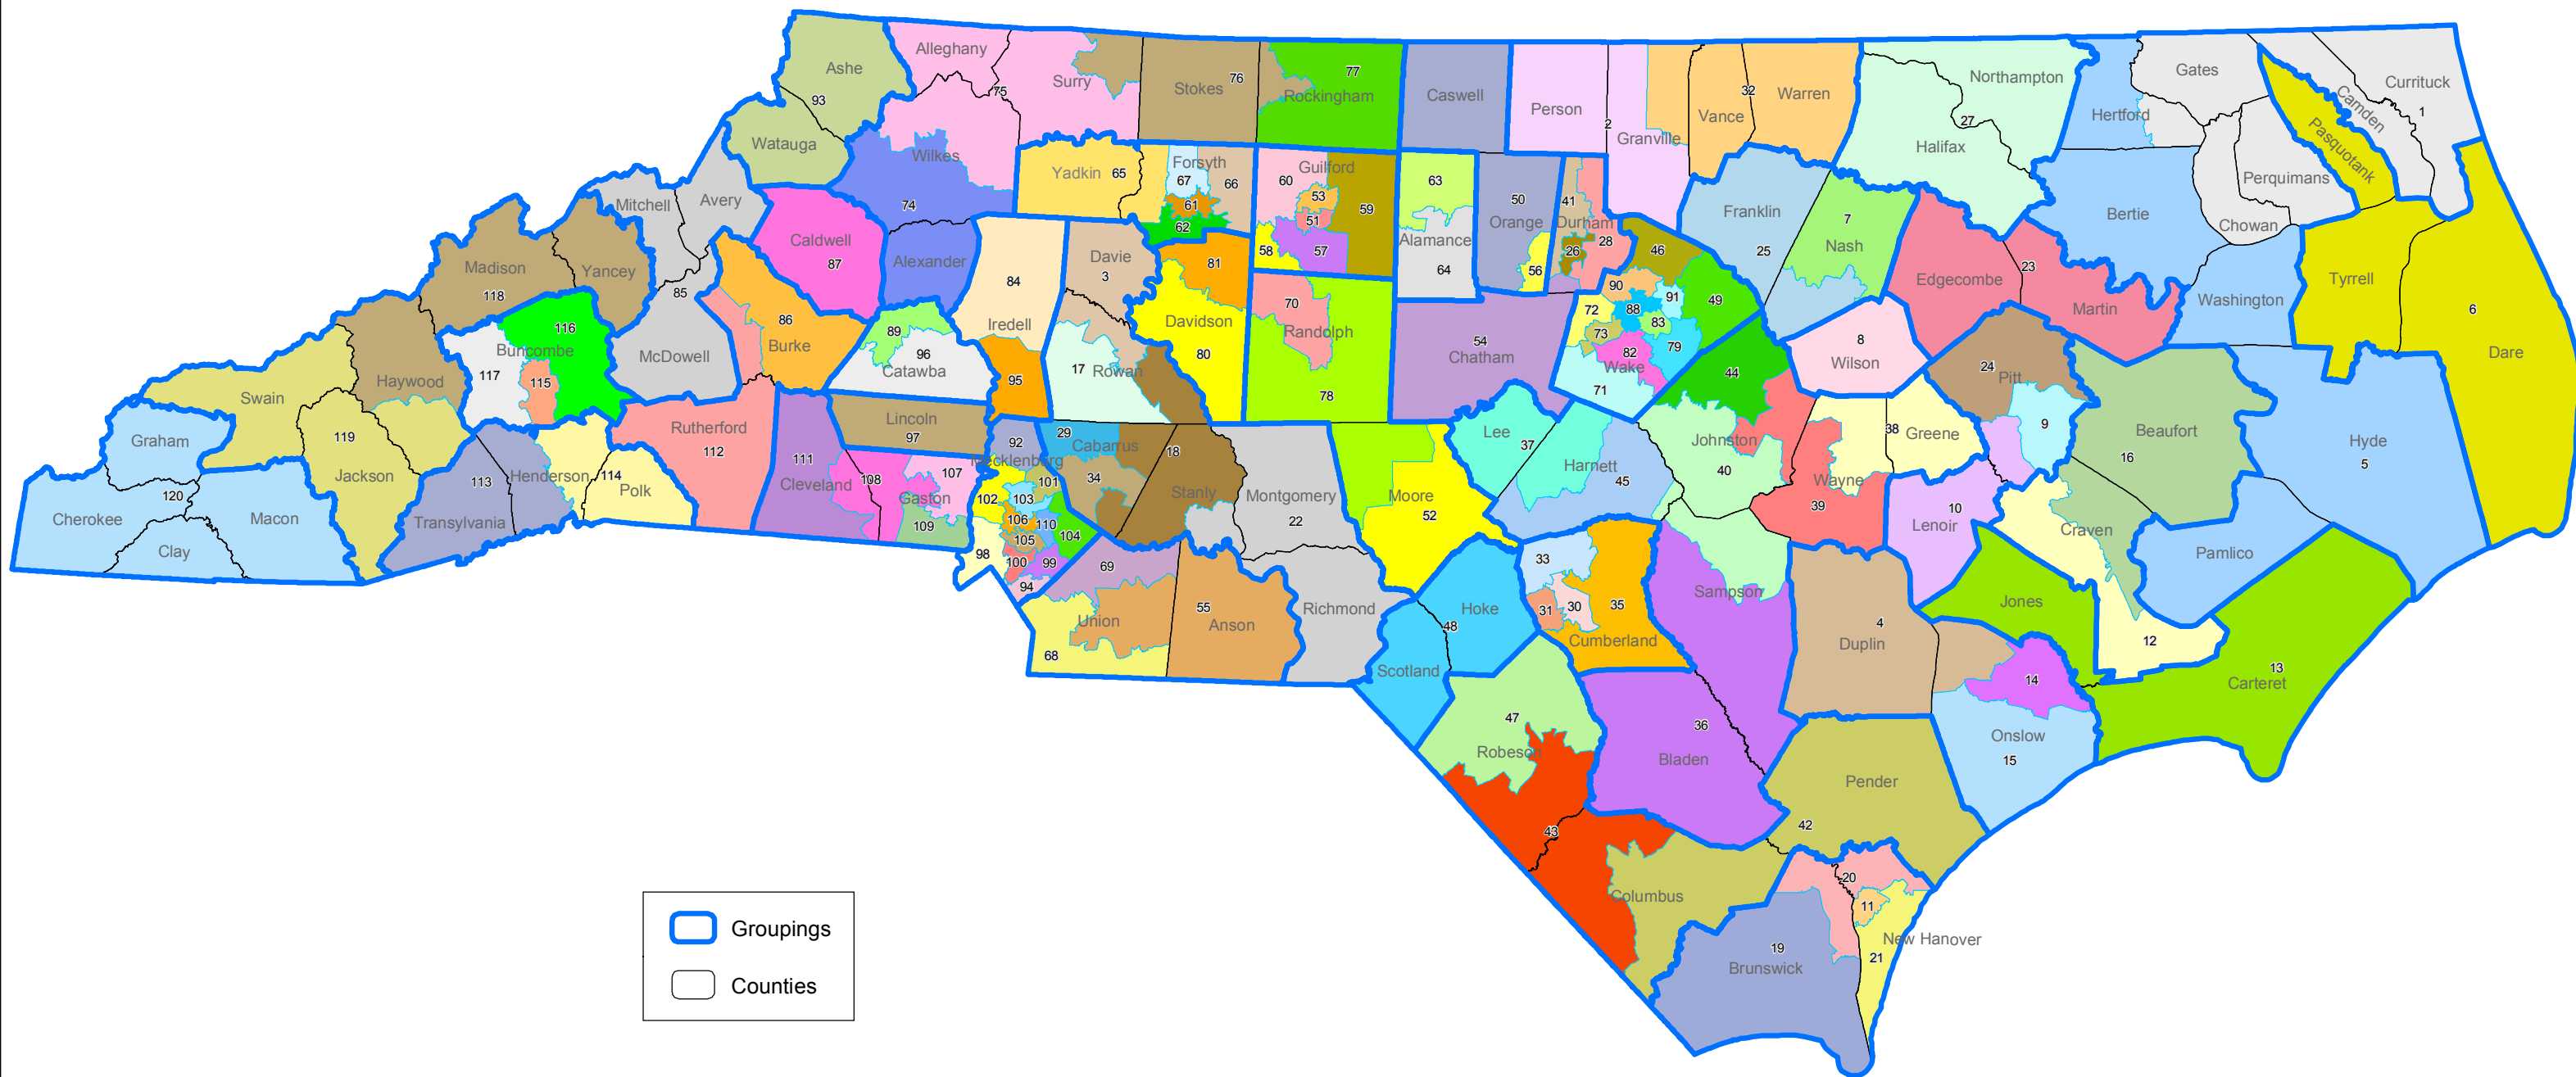 Ashe
93
Watauga
Alleghany
75
Surry
Stokes
76
77
Rockingham
Caswell
Person
2
Granville
Vance
32
Warren
Northampton
27
Halifax
Hertford
Gates
Pasquotank
Camden
Currituck
1
Perquimans
Chowan
Bertie
Washington
Tyrrell
6
Dare
Mitchell
Avery
Wilkes
74
Alexander
Caldwell
87
Yadkin
65
Forsyth
67
66
61
62
Guilford
60
53
59
51
58
57
63
Alamance
64
50
Orange
56
41
Durham
28
26
46
Franklin
25
7
Nash
Edgecombe
23
Martin
Madison
118
Yancey
85
McDowell
86
Burke
89
96
Catawba
84
Iredell
95
Davie
3
17
Rowan
81
Davidson
80
70
Randolph
78
54
Chatham
90
91
49
72
88
83
73
82
79
Wake
71
44
8
Wilson
24
Pitt
9
Beaufort
16
Hyde
5
116
Buncombe
117
115
Haywood
Swain
Graham
119
Jackson
120
Cherokee
Clay
Macon
113
Transylvania
Henderson
114
Polk
Rutherford
112
111
Cleveland
108
Lincoln
97
107
Gaston
109
92
Mecklenburg
102
101
103
106
110
104
105
98
100
99
94
29
Cabarrus
34
18
Stanly
Montgomery
22
Richmond
69
Union
68
55
Anson
Moore
52
Lee
37
Harnett
45
Johnston
40
38
Greene
Wayne
39
10
Lenoir
Craven
12
Pamlico
Jones
13
Carteret
33
31
30
35
Cumberland
Hoke
48
Scotland
Sampson
4
Duplin
14
Onslow
15
47
Robeson
43
36
Bladen
Pender
42
Columbus
20
11
New Hanover
21
19
Brunswick
Groupings
Counties